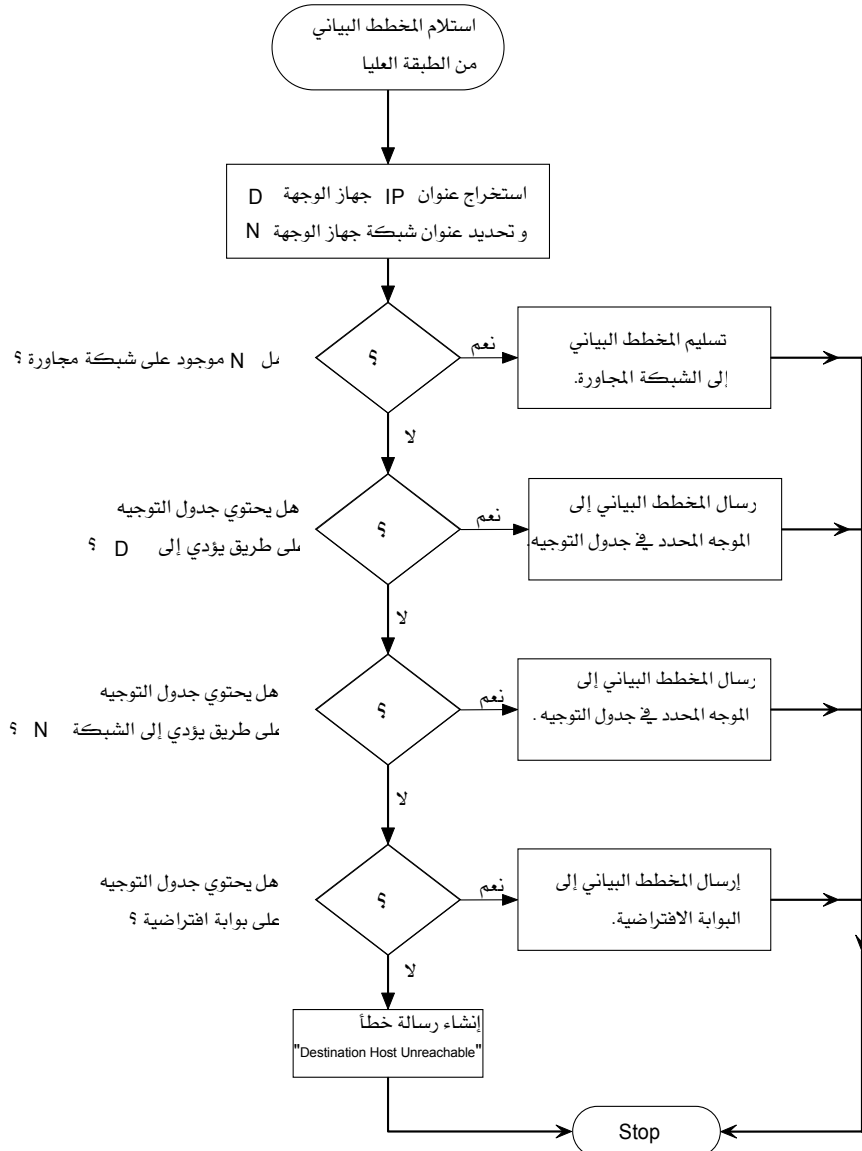 استلام المخطط البياني
من الطبقة العليا
استخراج عنوان IP جهاز الوجهة D
و تحديد عنوان شبكة جهاز الوجهة N
مل N موجود على شبكة مجاورة ؟
؟
نعم
تسليم المخطط البياني
إلى الشبكة المجاورة.
لا
هل يحتوي جدول التوجيه
على طريق يؤدي إلى D ؟
؟
نعم
رسال المخطط البياني إلى
الموجه المحدد في جدول التوجيه.
لا
هل يحتوي جدول التوجيه
على طريق يؤدي إلى الشبكة N ؟
؟
نعم
رسال المخطط البياني إلى
الموجه المحدد في جدول التوجيه .
لا
هل يحتوي جدول التوجيه
على بوابة افتراضية ؟
؟
نعم
إرسال المخطط البياني إلى
البوابة الافتراضية.
لا
إنشاء رسالة خطأ
"Destination Host Unreachable"
Stop